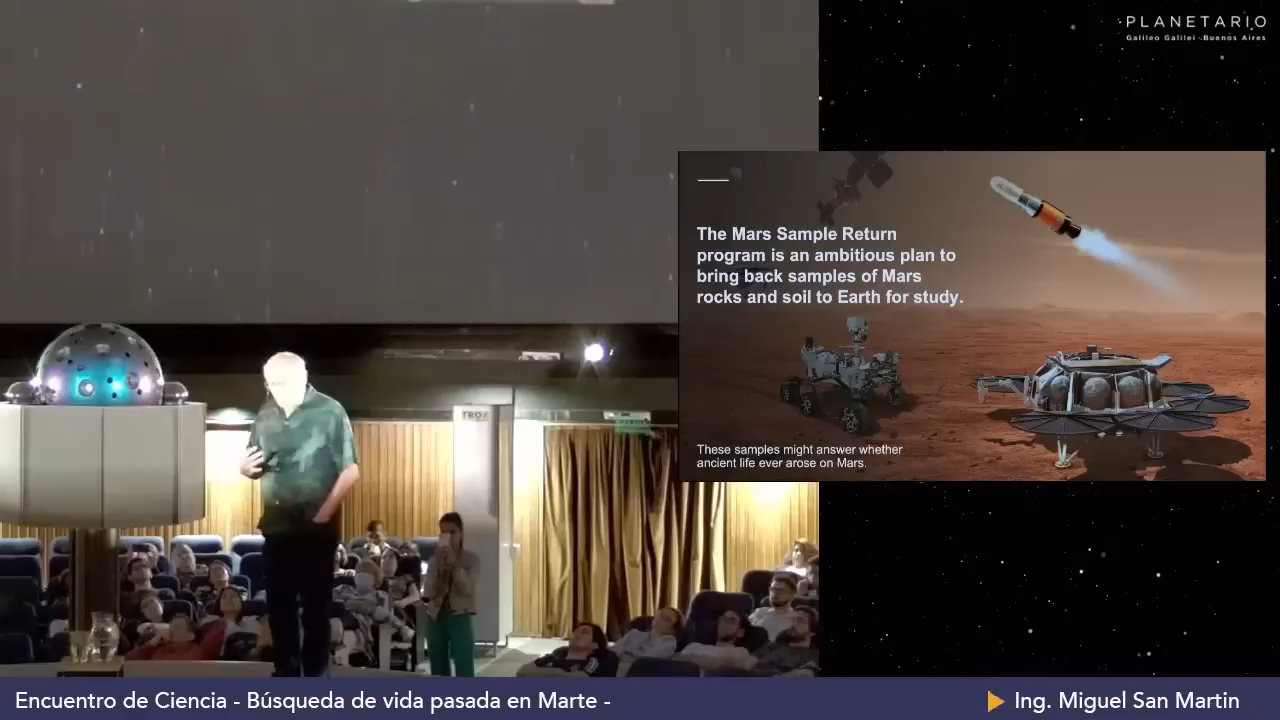 PLANETARIO
Galileo Galilei - Buenos Aires
The Mars Sample Return
program is an ambitious plan to
bring back samples of Mars
rocks and soil to Earth for study.
These samples might answer whether
ancient life ever arose on Mars.
TROX
Encuentro de Ciencia - Búsqueda de vida pasada en Marte -
Ing. Miguel San Martin